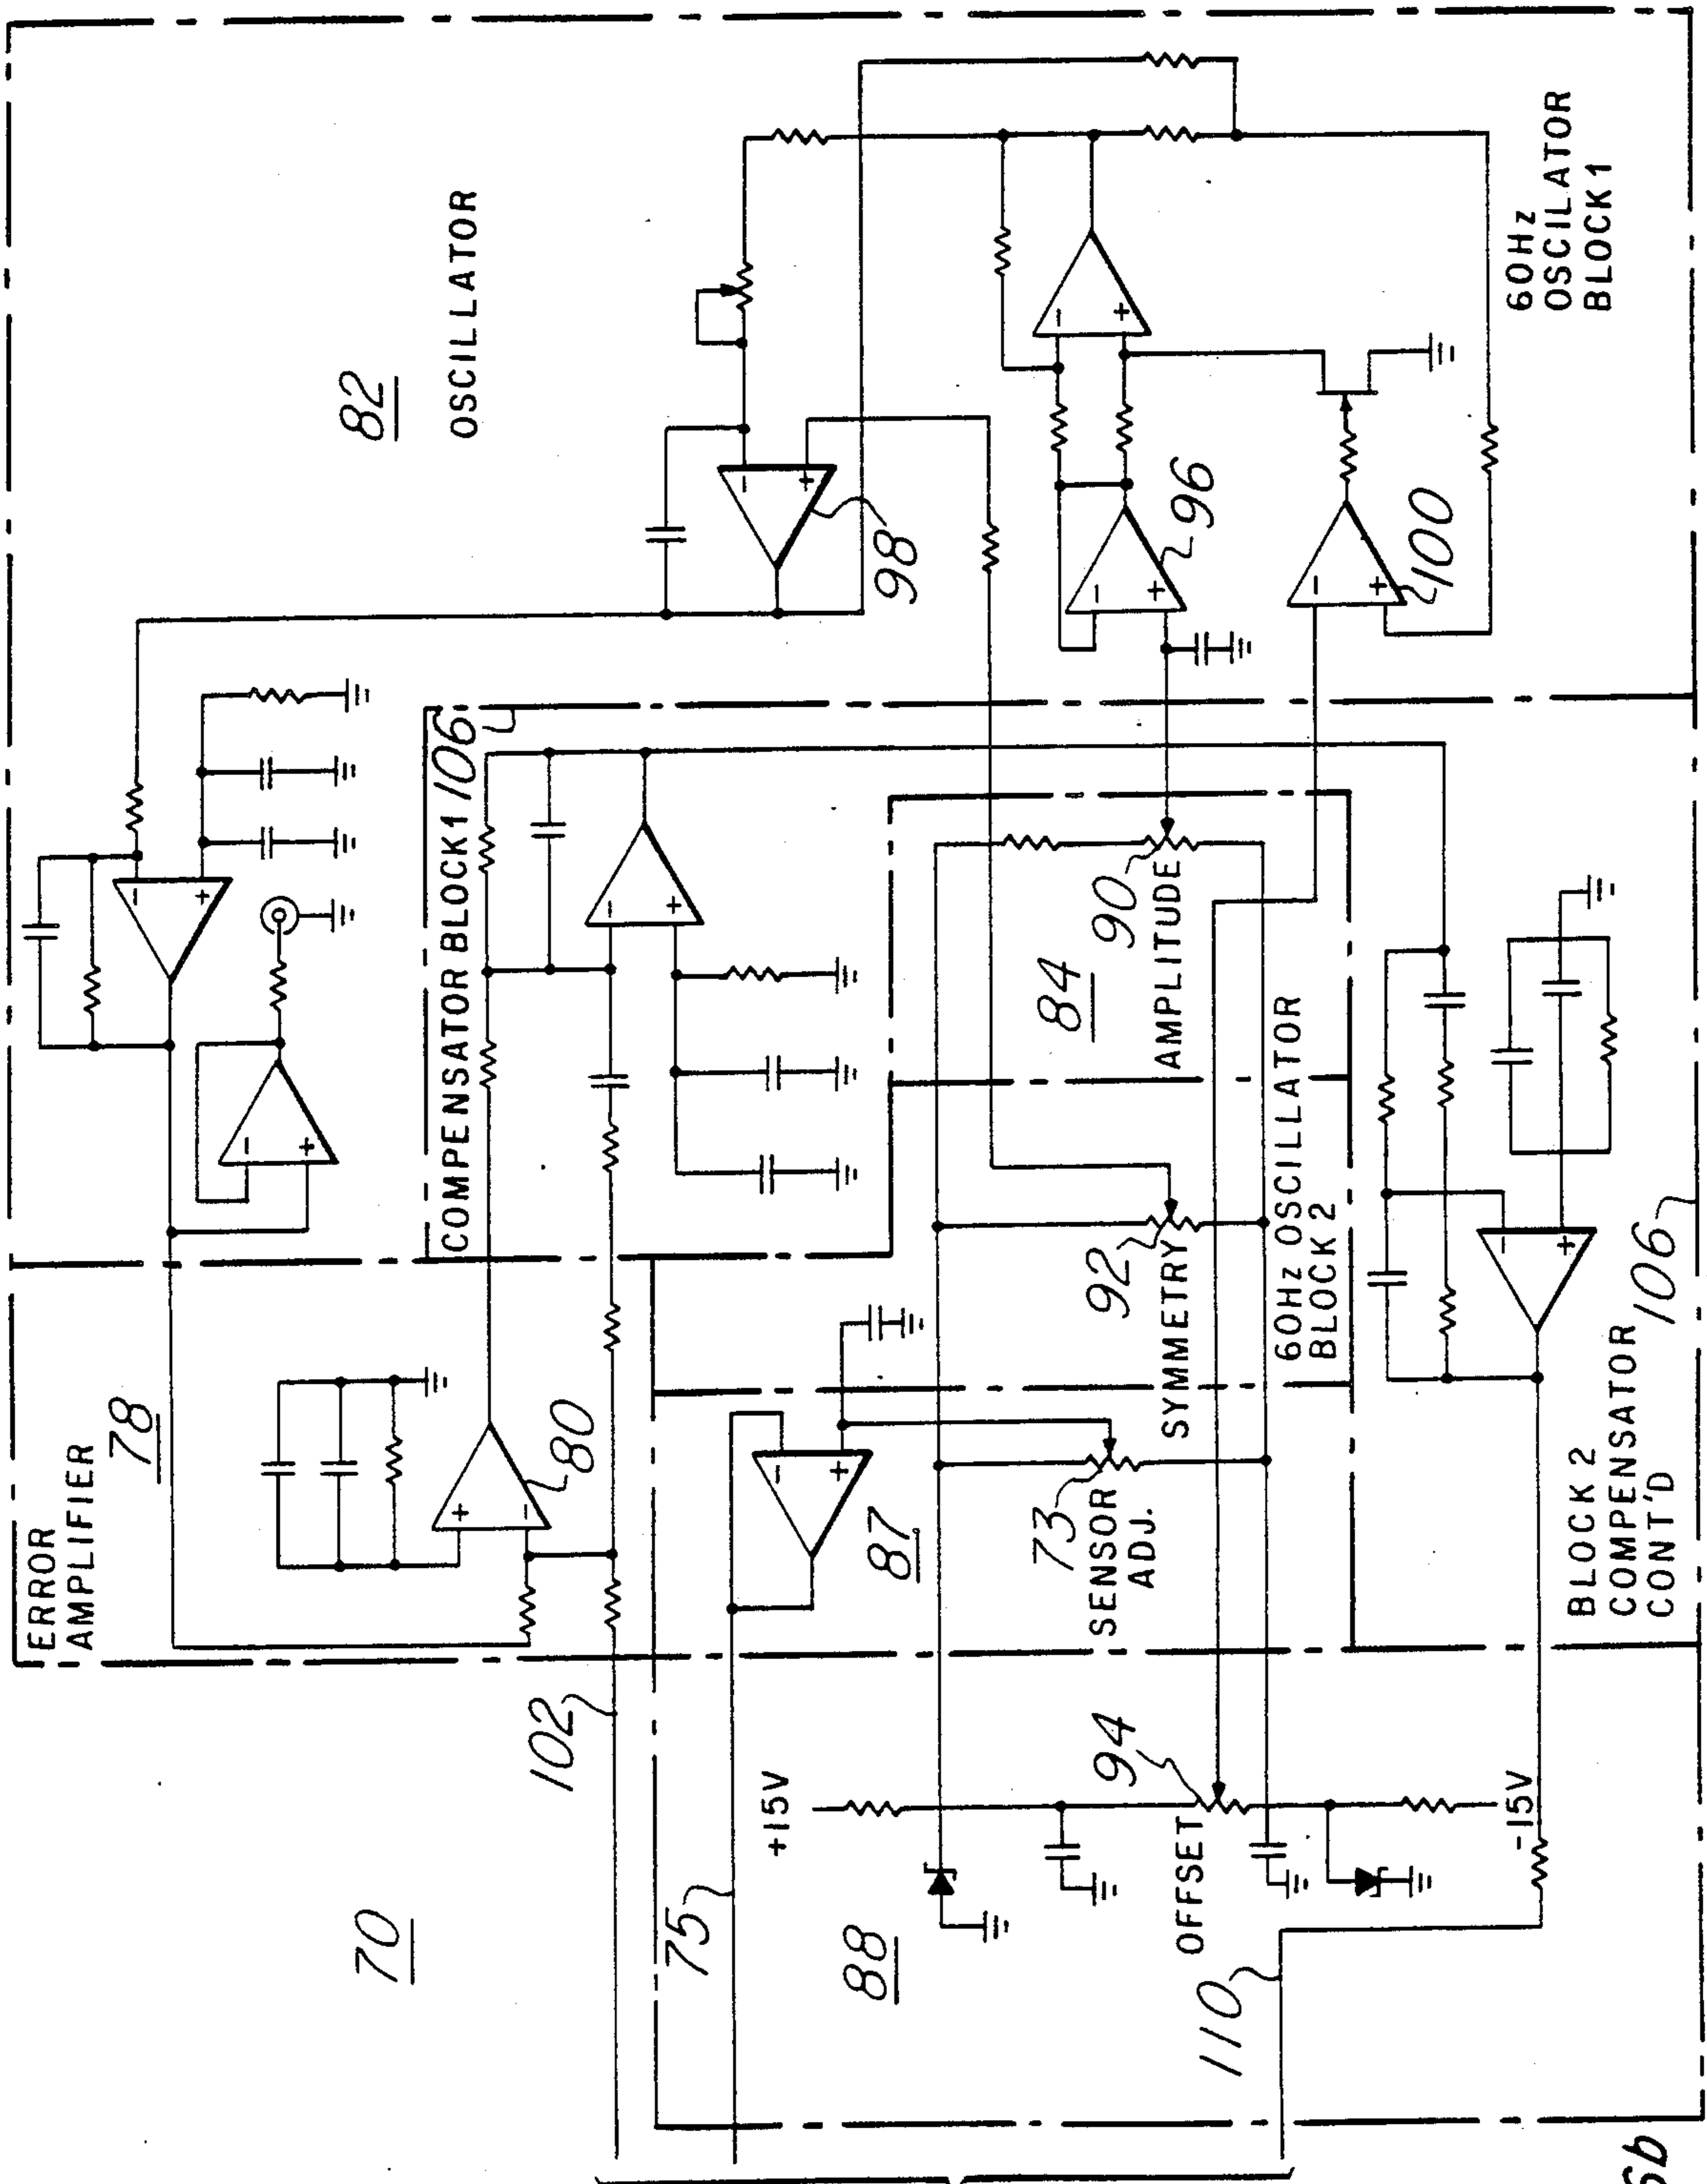 82
OSCILLATOR
98
96
100
60Hz
OSCILATOR
BLOCK1
COMPENSATOR BLOCK1
106
84
90
AMPLITUDE
92
SYMMETRY
60HZ OSCILLATOR
BLOCK 2
ERROR
AMPLIFIER
78
80
87
73
SENSOR
ADJ.
BLOCK 2
COMPENSATOR
CONT'D
106
102
70
75
+15V
88
94
OFFSET
-15V
110
6b